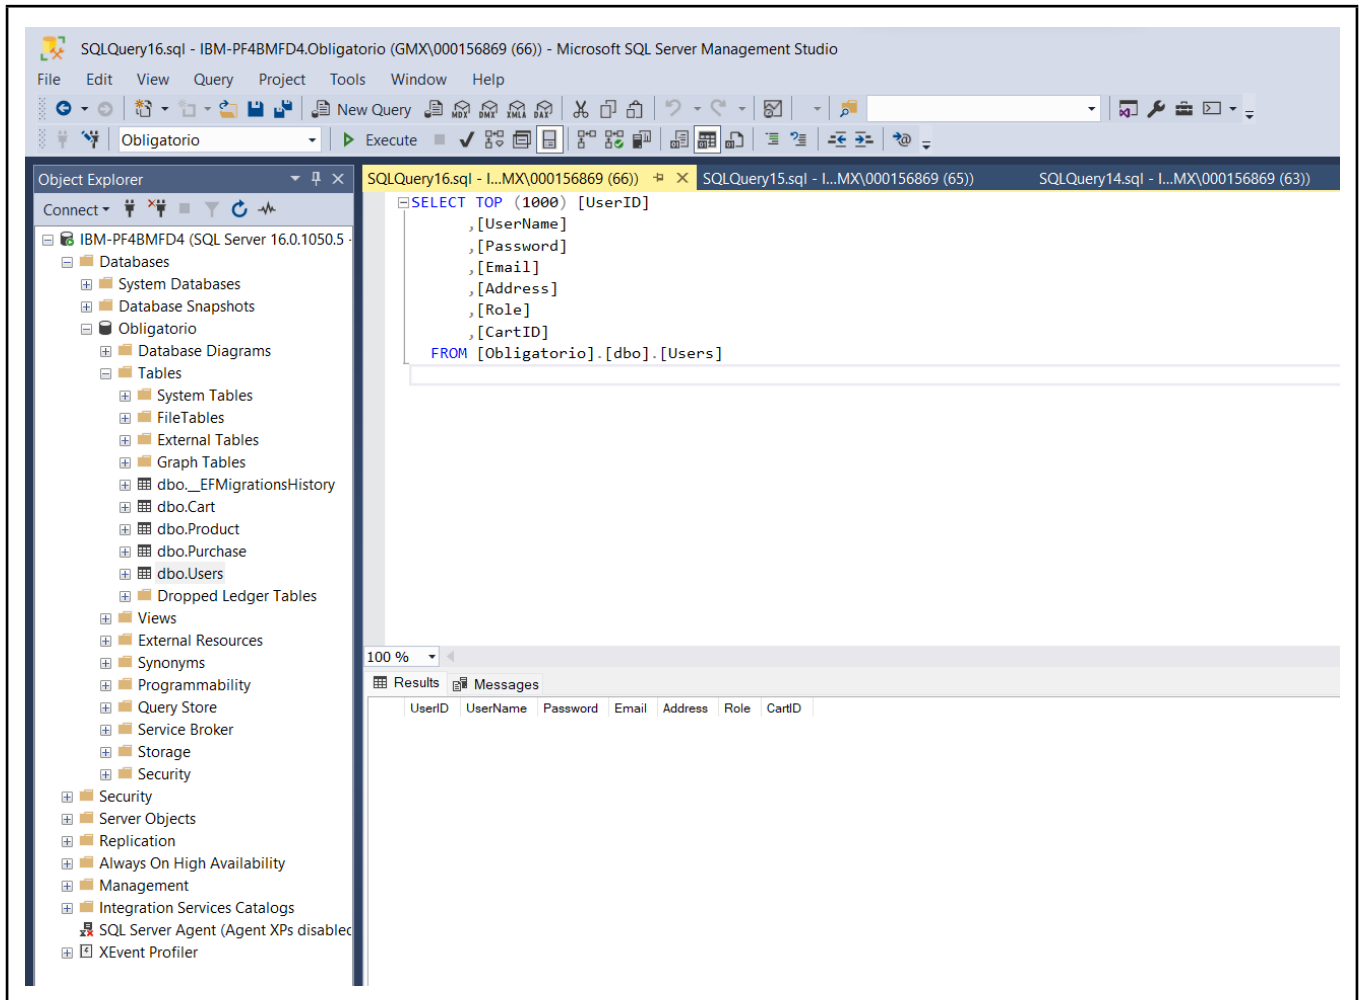 SQLQuery16.sql - IBM-PF4BMFD4.Obligatorio (GMX\000156869 (66)) - Microsoft SQL Server Management Studio
File Edit View Query Project Tools Window Help
New Query MDX DMX XMLA DAX
Obligatorio Execute
Object Explorer
SQLQuery16.sql - I...MX\000156869 (66)) SQLQuery15.sql - I...MX\000156869 (65)) SQLQuery14.sql - I...MX\000156869 (63))
Connect
IBM-PF4BMFD4 (SQL Server 16.0.1050.5 -
Databases
System Databases
Database Snapshots
Obligatorio
Database Diagrams
Tables
System Tables
FileTables
External Tables
Graph Tables
dbo.__EFMigrationsHistory
dbo.Cart
dbo.Product
dbo.Purchase
dbo.Users
Dropped Ledger Tables
Views
External Resources
Synonyms
Programmability
Query Store
Service Broker
Storage
Security
Security
Server Objects
Replication
Always On High Availability
Management
Integration Services Catalogs
SQL Server Agent (Agent XPs disabled
XEvent Profiler
SELECT TOP (1000) [UserID]
,[UserName]
,[Password]
,[Email]
,[Address]
,[Role]
,[CartID]
FROM [Obligatorio].[dbo].[Users]
100 %
Results Messages
UserID UserName Password Email Address Role CartID